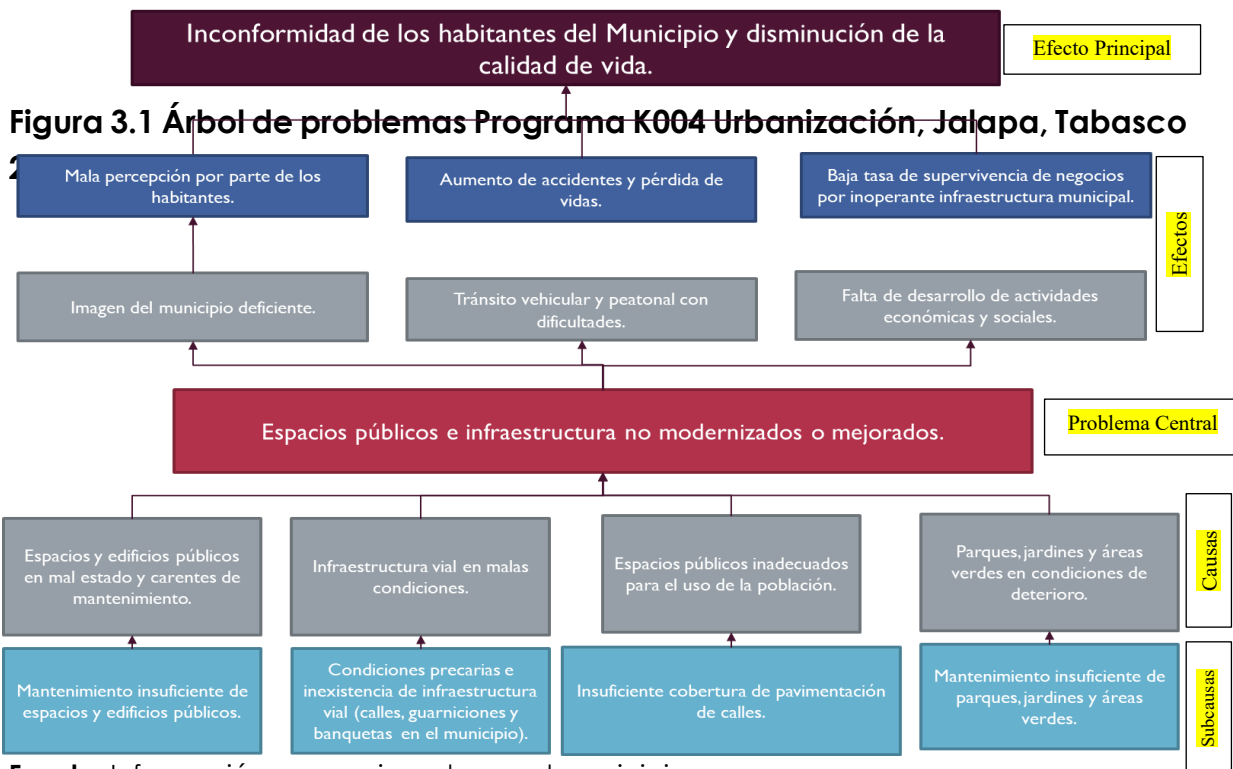 Inconformidad de los habitantes del Municipio y disminución de la
calidad de vida.
Efecto Principal
Figura 3.1 Árbol de problemas Programa K004 Urbanización, Jalapa, Tabasco
Mala percepción por parte de los
habitantes.
Aumento de accidentes y pérdida de
vidas.
Baja tasa de supervivencia de negocios
por inoperante infraestructura municipal.
Efectos
Imagen del municipio deficiente.
Tránsito vehicular y peatonal con
dificultades.
Falta de desarrollo de actividades
económicas y sociales.
Espacios públicos e infraestructura no modernizados o mejorados.
Problema Central
Espacios y edificios públicos
en mal estado y carentes de
mantenimiento.
Infraestructura vial en malas
condiciones.
Espacios públicos inadecuados
para el uso de la población.
Parques, jardines y áreas
verdes en condiciones de
deterioro.
Causas
Mantenimiento insuficiente de
espacios y edificios públicos.
Condiciones precarias e
inexistencia de infraestructura
vial (calles, guarniciones y
banquetas en el municipio).
Insuficiente cobertura de pavimentación
de calles.
Mantenimiento insuficiente de
parques, jardines y áreas
verdes.
Subcausas